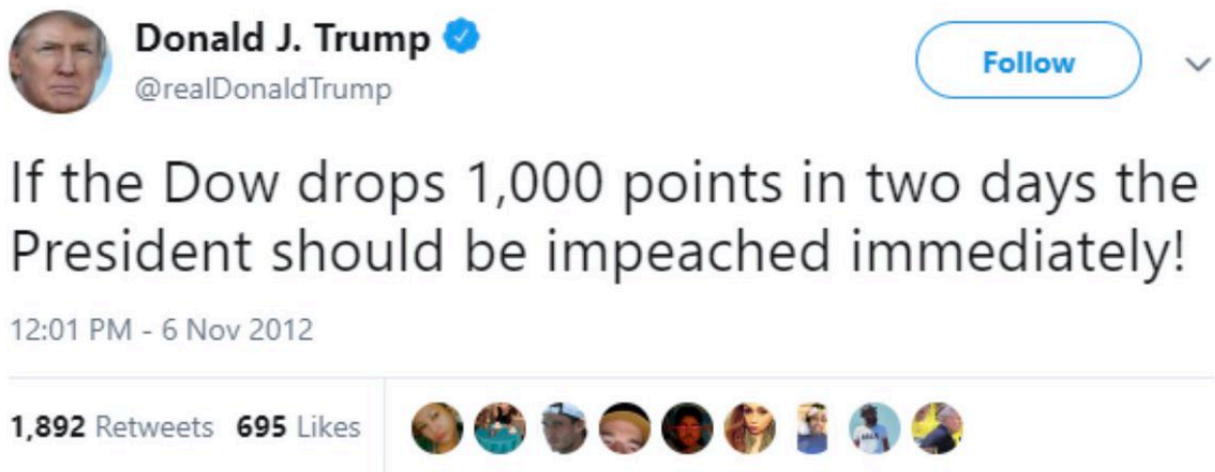 Donald J. Trump
@realDonaldTrump
Follow
If the Dow drops 1,000 points in two days the
President should be impeached immediately!
12:01 PM - 6 Nov 2012
1,892 Retweets 695 Likes